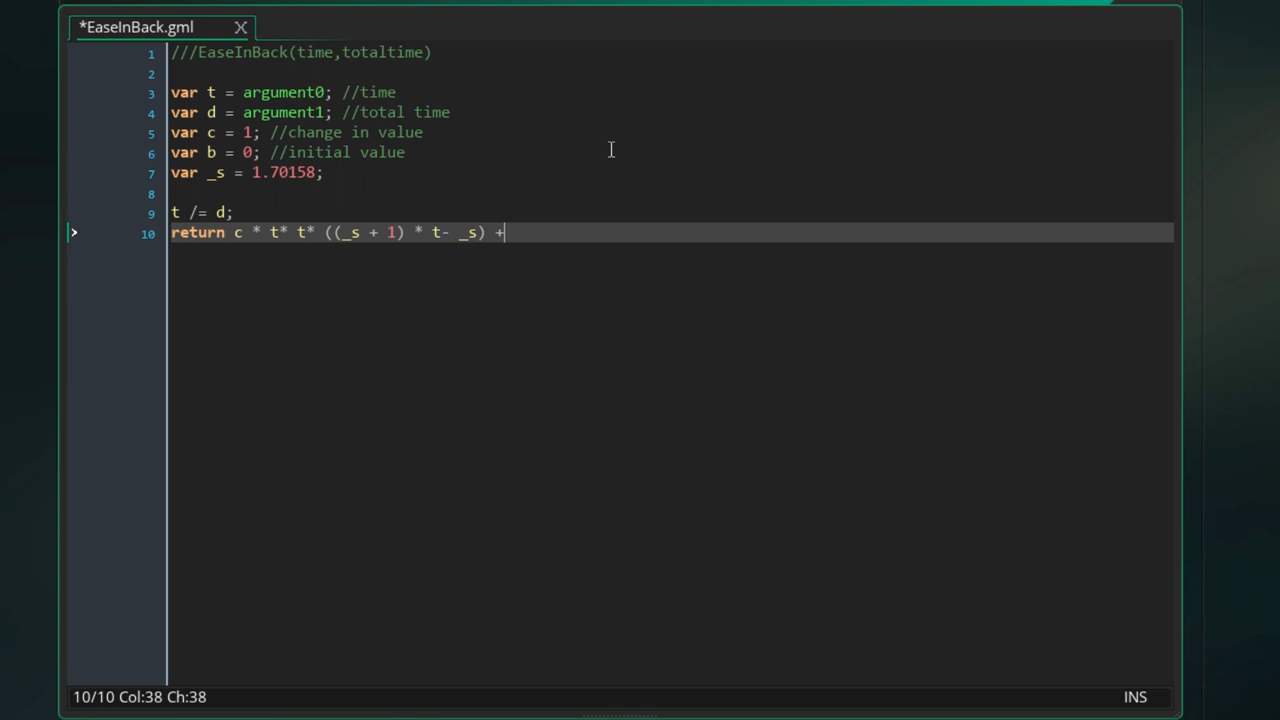 *EaseInBack.gml X
1 ///EaseInBack(time,totaltime)
2
3 var t = argument0; //time
4 var d = argument1; //total time
5 var c = 1; //change in value
6 var b = 0; //initial value
7 var _s = 1.70158;
8
9 t /= d;
10 return c * t* t* ((_s + 1) * t- _s) +
10/10 Col:38 Ch:38 INS